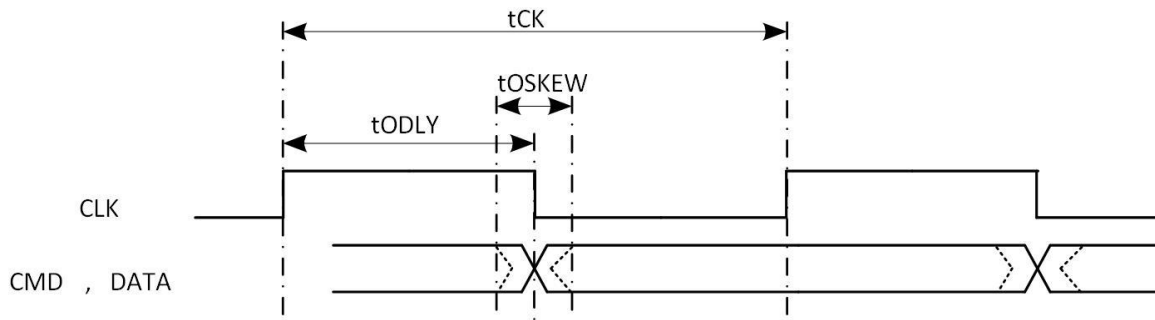 tCK
tOSKEW
tODLY
CLK
CMD , DATA